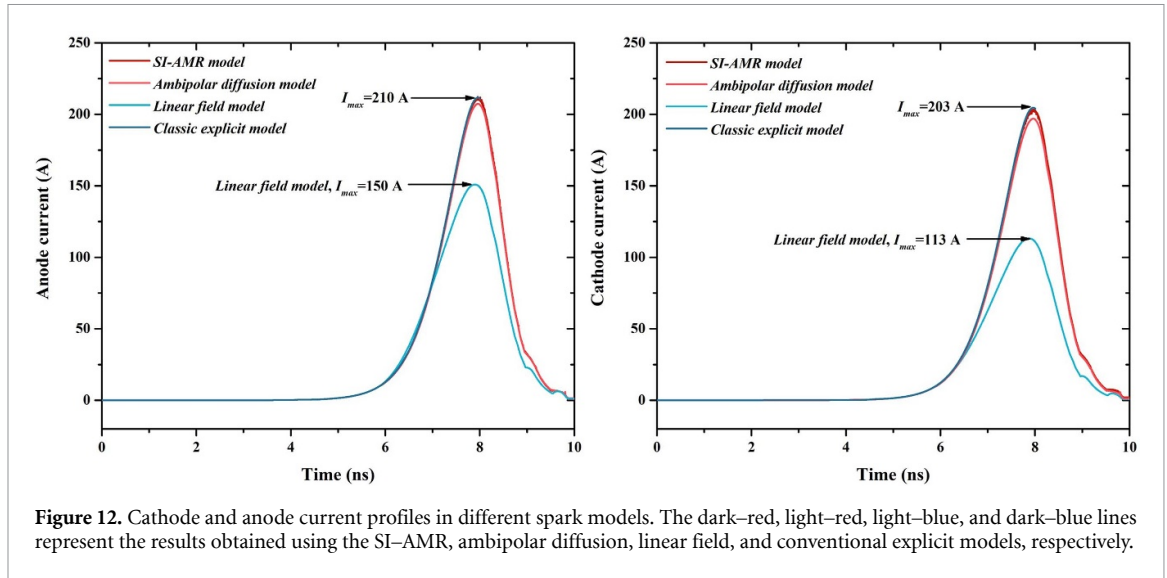 250
200
150
100
50
0
Anode current (A)
SI-AMR model
Ambipolar diffusion model
Linear field model
Classic explicit model
Imax=210 A
Linear field model, Imax=150 A
0 2 4 6 8 10
Time (ns)
250
200
150
100
50
0
Cathode current (A)
SI-AMR model
Ambipolar diffusion model
Linear field model
Classic explicit model
Imax=203 A
Linear field model, Imax=113 A
0 2 4 6 8 10
Time (ns)
Figure 12. Cathode and anode current profiles in different spark models. The dark–red, light–red, light–blue, and dark–blue lines
represent the results obtained using the SI–AMR, ambipolar diffusion, linear field, and conventional explicit models, respectively.